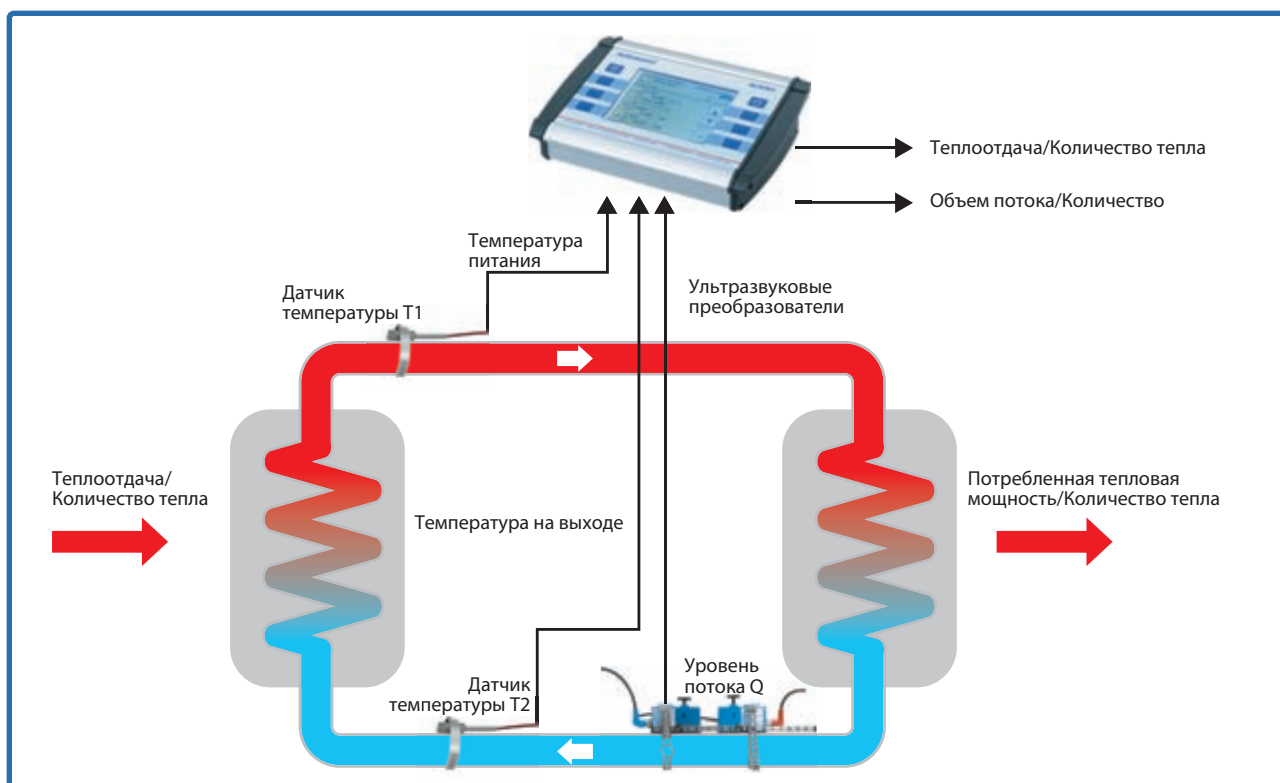 Теплоотдача/Количество тепла
Объем потока/Количество
Температура
питания
Ультразвуковые
преобразователи
Датчик
температуры T1
Теплоотдача/
Количество тепла
Температура на выходе
Потребленная тепловая
мощность/Количество тепла
Датчик
температуры T2
Уровень
потока Q